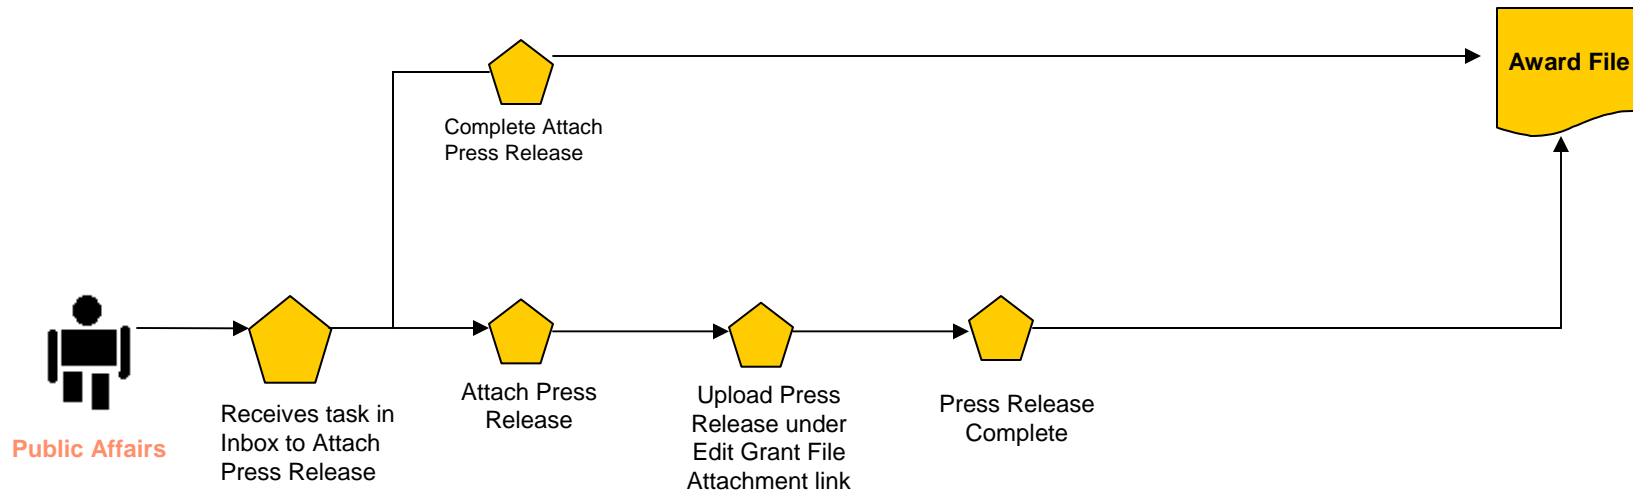 Award File
Complete Attach
Press Release
Public Affairs
Receives task in
Inbox to Attach
Press Release
Attach Press
Release
Upload Press
Release under
Edit Grant File
Attachment link
Press Release
Complete